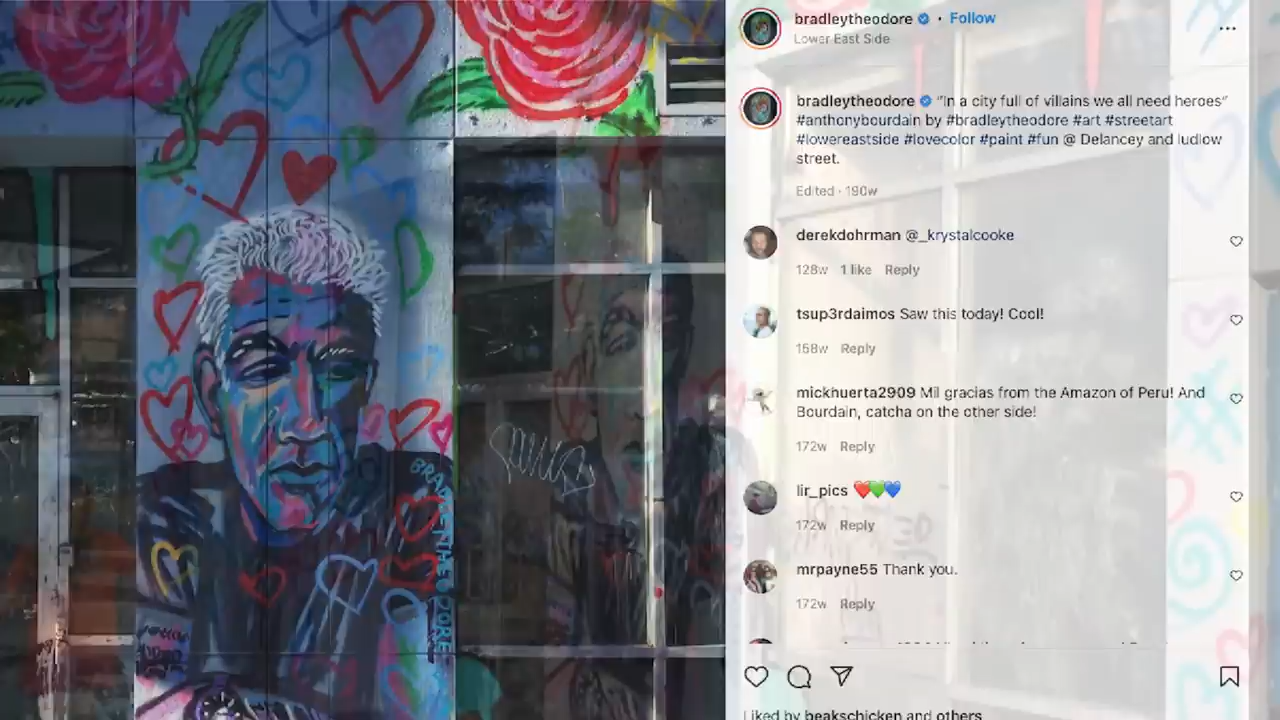 bradleytheodore • Follow
Lower East Side
bradleytheodore “In a city full of villains we all need heroes”
#anthonybourdain by #bradleytheodore #art #streetart
#lowereastside #lovecolor #paint #fun @ Delancey and ludlow
street.
Edited · 190w
derekdohrman @_krystalcooke
128w 1 like Reply
tsup3rdaimos Saw this today! Cool!
158w Reply
mickhuerta2909 Mil gracias from the Amazon of Peru! And
Bourdain, catcha on the other side!
172w Reply
lir_pics ❤️💚💙
172w Reply
mrpayne55 Thank you.
172w Reply
Liked by beakschicken and others
BRADLEY THEODORE